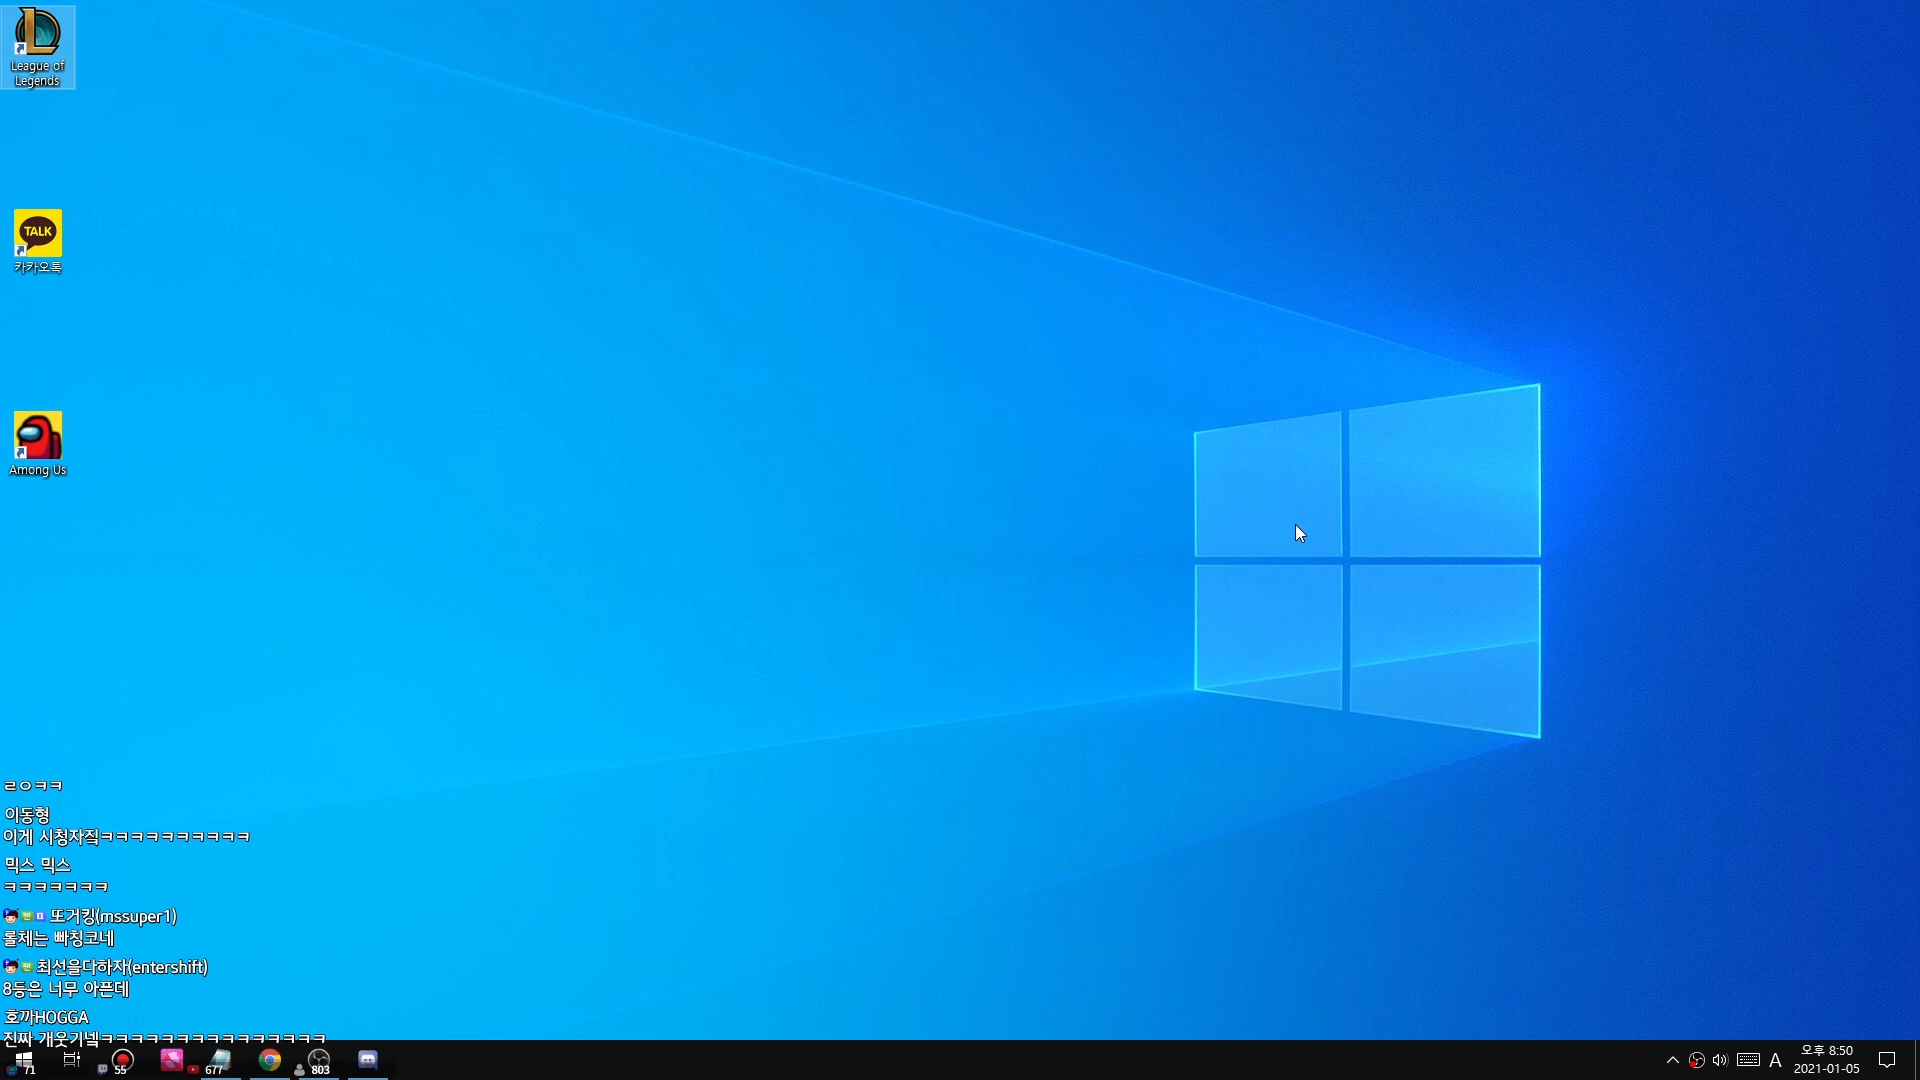 League of
Legends
TALK
카카오톡
Among Us
ㄹㅇㅋㅋ
이동형
이게 시청자짘ㅋㅋㅋㅋㅋㅋㅋㅋㅋㅋ
믹스 믹스
ㅋㅋㅋㅋㅋㅋㅋ
또거킹(mssuper1)
롤체는 빠칭코네
최선을다하자(entershift)
8등은 너무 아픈데
호까HOGGA
진짜 개웃기넼ㅋㅋㅋㅋㅋㅋㅋㅋㅋㅋㅋㅋㅋㅋㅋ
71
55
677
803
A
오후 8:50
2021-01-05